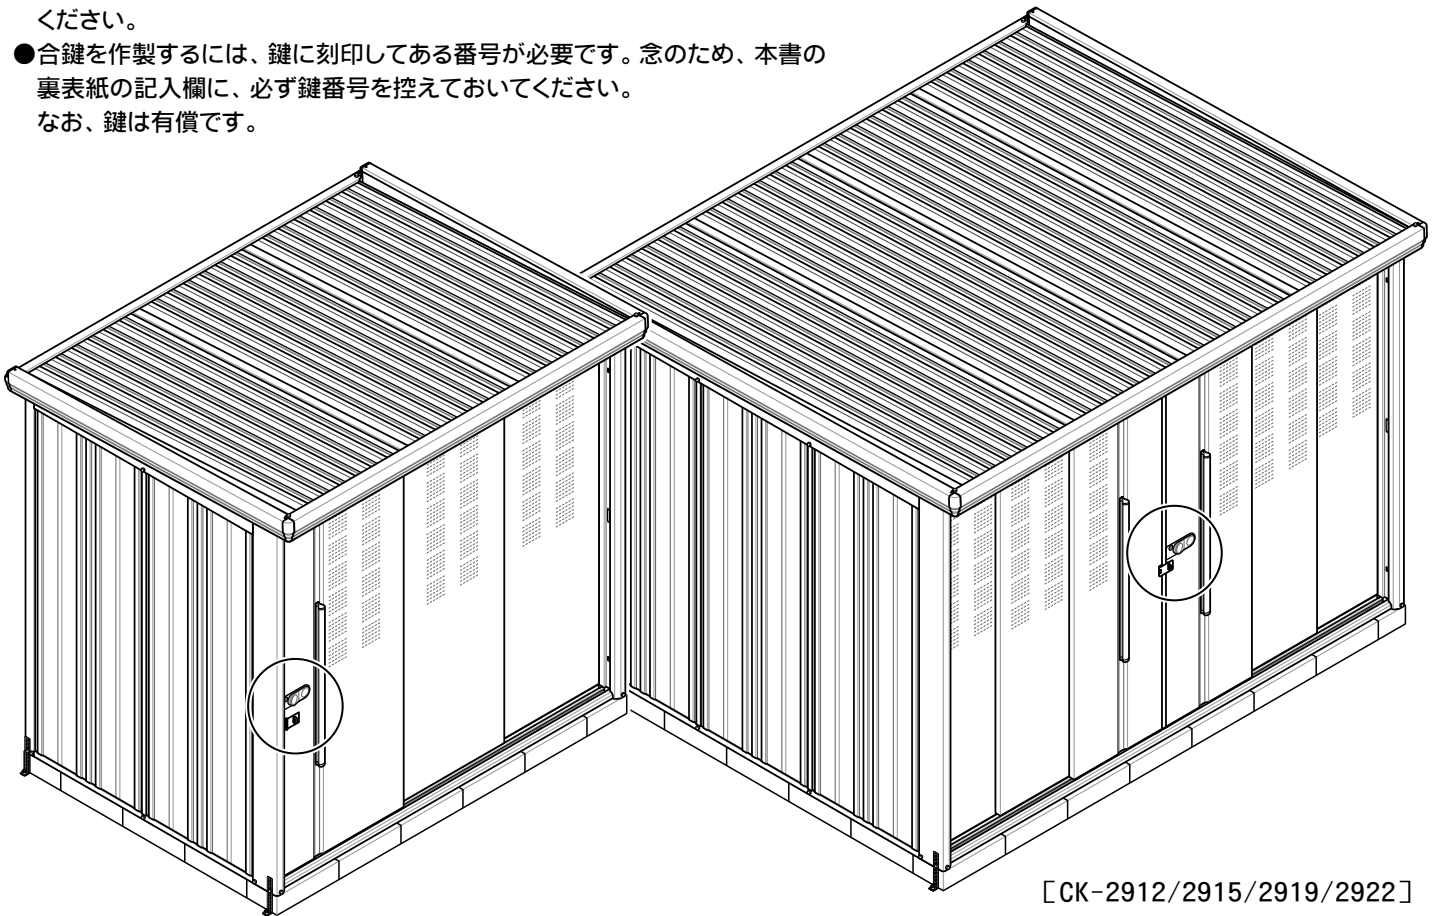 ください。
●合鍵を作製するには、鍵に刻印してある番号が必要です。念のため、本書の
裏表紙の記入欄に、必ず鍵番号を控えておいてください。
なお、鍵は有償です。
[CK-2912/2915/2919/2922]